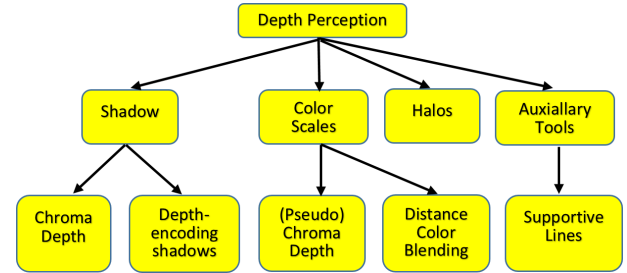 Depth Perception
Shadow
Color
Scales
Halos
Auxiallary
Tools
Chroma
Depth
Depth-
encoding
shadows
(Pseudo)
Chroma
Depth
Distance
Color
Blending
Supportive
Lines